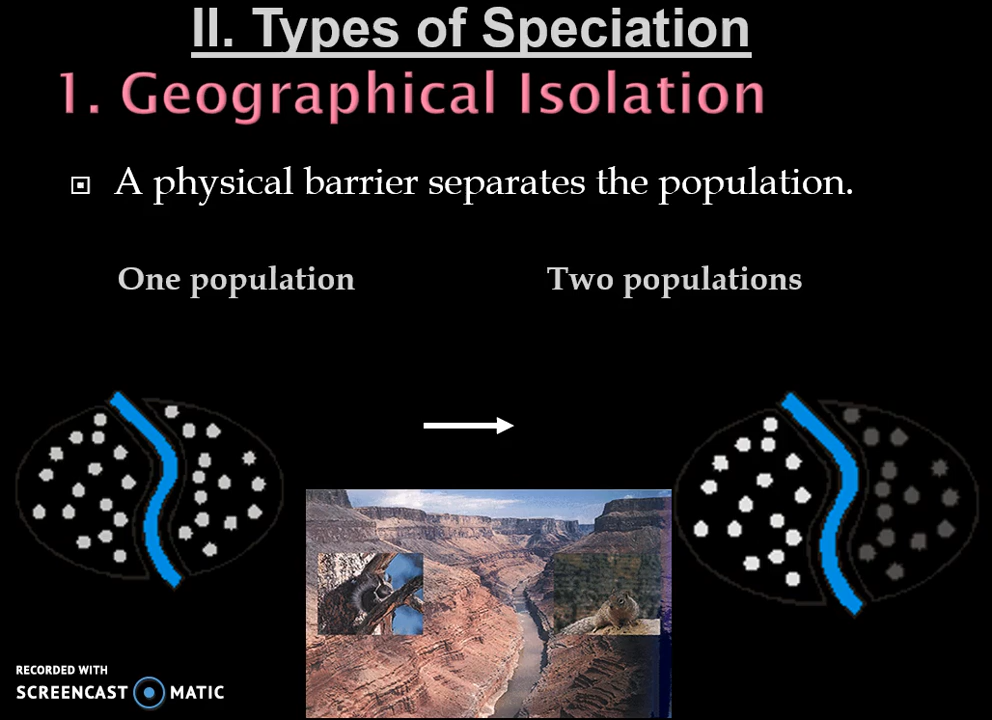 II. Types of Speciation
1. Geographical Isolation
A physical barrier separates the population.
One population
Two populations
RECORDED WITH
SCREENCAST MATIC